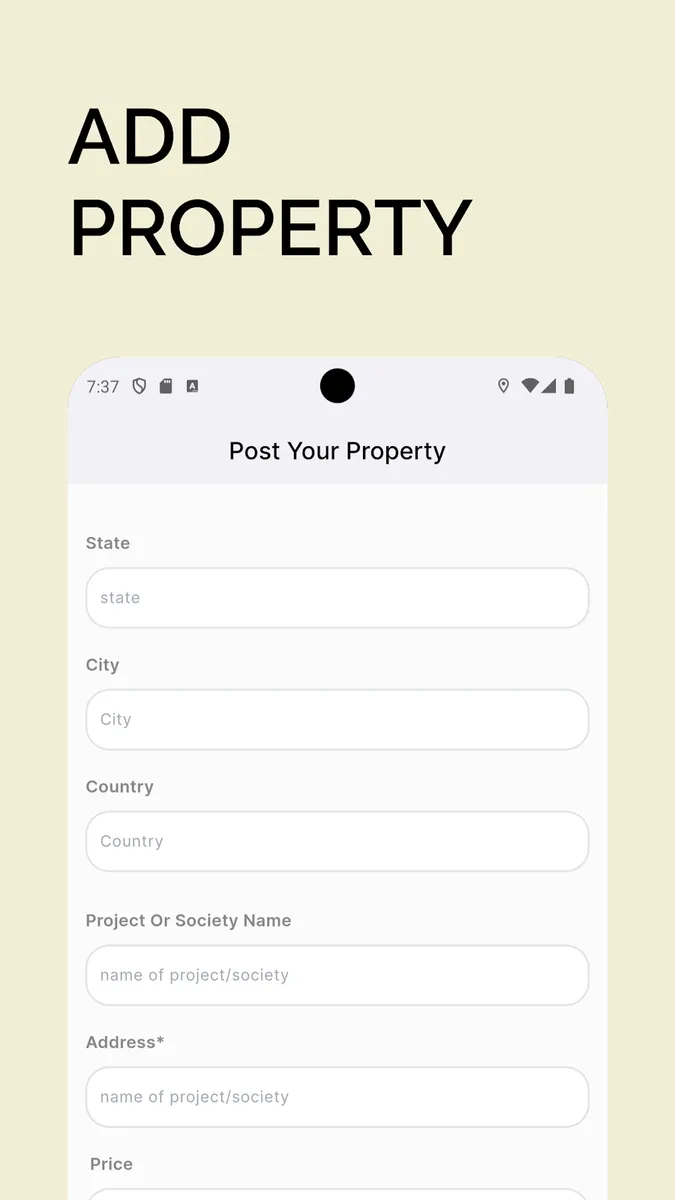 ADD
PROPERTY
7:37
Post Your Property
State
state
City
City
Country
Country
Project Or Society Name
name of project/society
Address*
name of project/society
Price